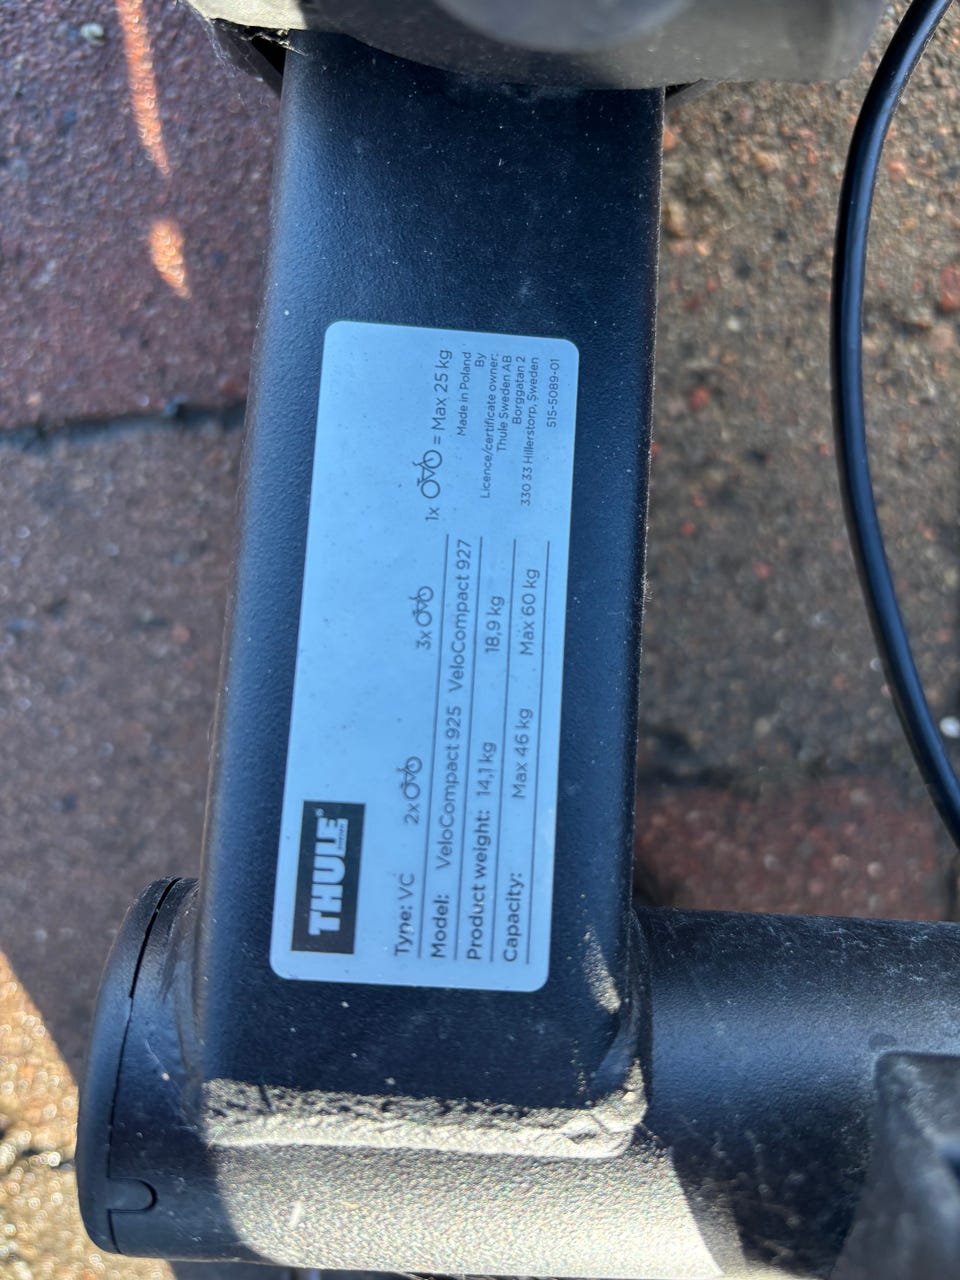 THULE®
Type: VC
2x
3x
1x = Max 25 kg
Model: VeloCompact 925 VeloCompact 927
Product weight: 14,1 kg 18,9 kg
Capacity: Max 46 kg Max 60 kg
Made in Poland
By
Licence/certificate owner:
Thule Sweden AB
Borggatan 2
330 33 Hillerstorp, Sweden
515-5089-01